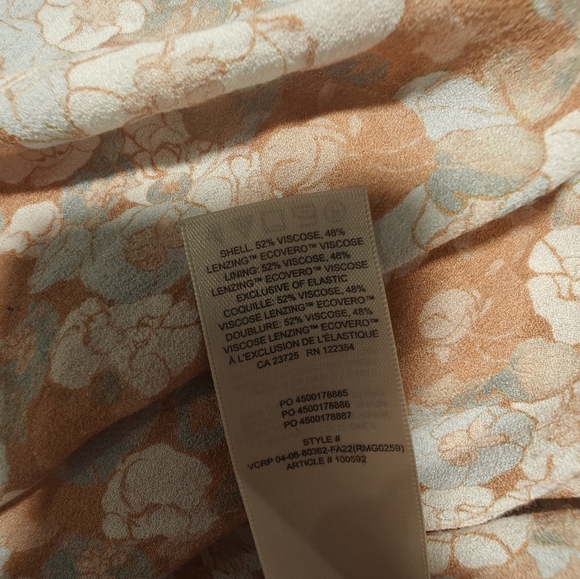 SHELL: 52% VISCOSE, 48%
LENZING™ ECOVERO™ VISCOSE
LINING: 52% VISCOSE, 48%
LENZING™ ECOVERO™ VISCOSE
EXCLUSIVE OF ELASTIC
COQUILLE: 52% VISCOSE, 48%
VISCOSE LENZING™ ECOVERO™
DOUBLURE: 52% VISCOSE, 48%
VISCOSE LENZING™ ECOVERO™
À L'EXCLUSION DE L'ÉLASTIQUE
CA 23725 RN 122354
PO 4500178885
PO 4500178886
PO 4500178887
STYLE #
VCRP 04-08-80362-FA22(RMG0259)
ARTICLE # 100592